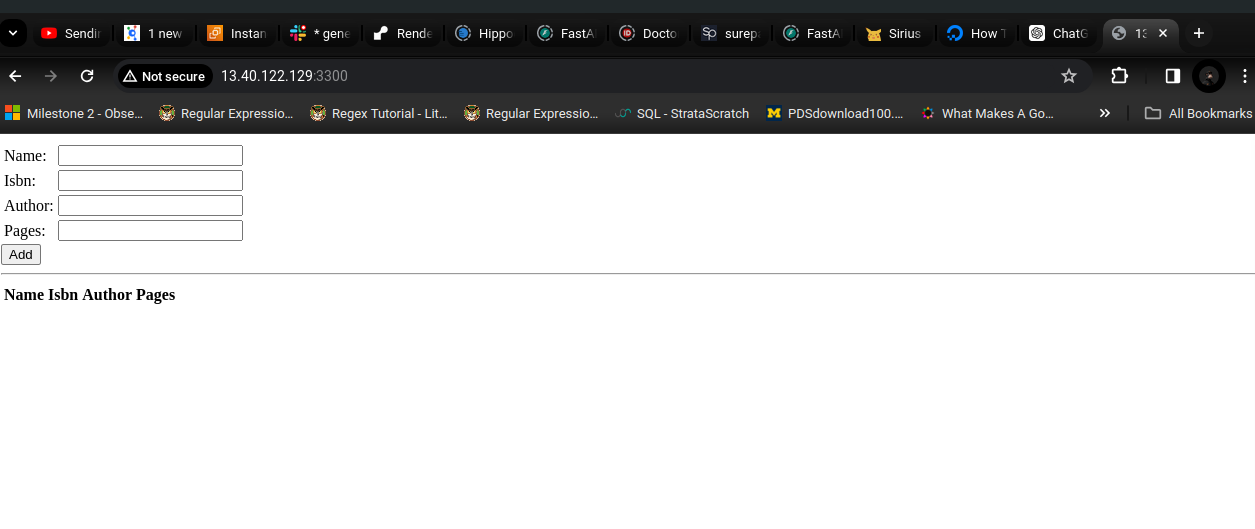 Sendir 1 new Instan * gene Rende Hippo FastA Docto surepa FastA Sirius How T ChatG 13
Not secure 13.40.122.129:3300
Milestone 2 - Obse... Regular Expressio... Regex Tutorial - Lit... Regular Expressio... SQL - StrataScratch PDSdownload100.... What Makes A Go... » All Bookmarks
Name:
Isbn:
Author:
Pages:
Add
Name Isbn Author Pages